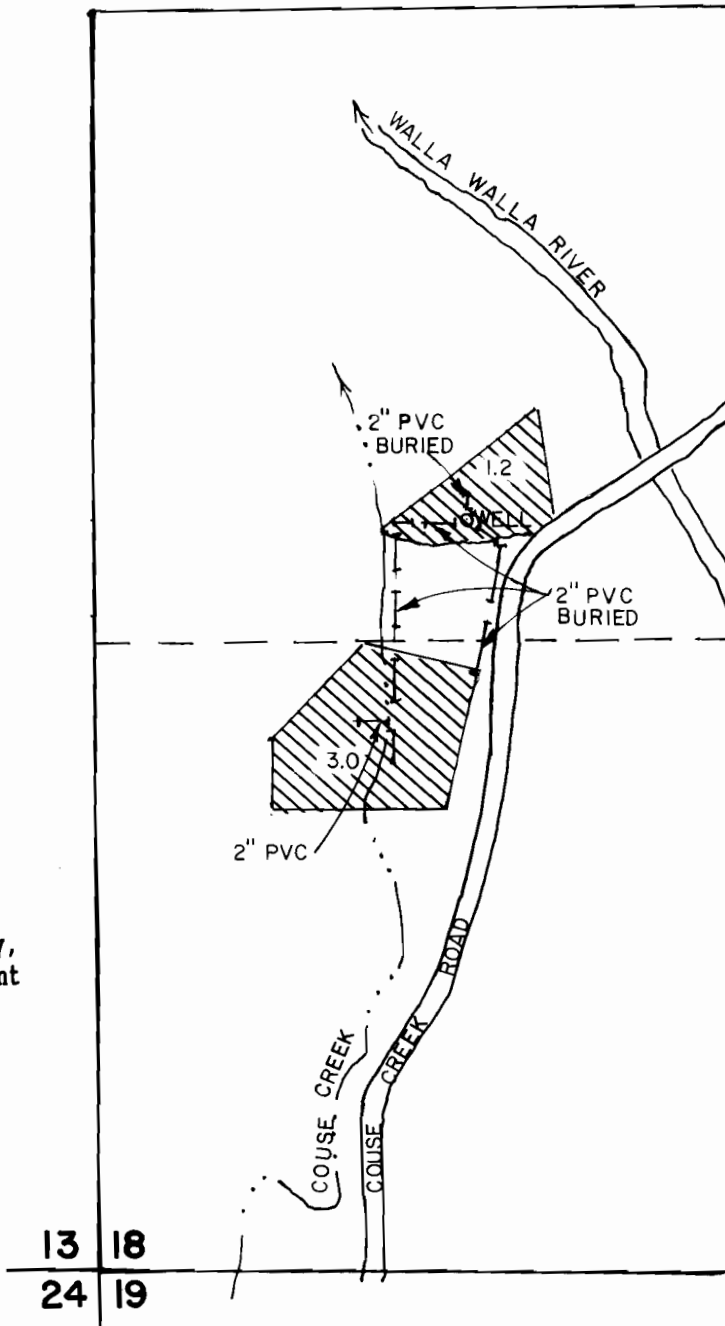 WALLA WALLA RIVER
2" PVC
BURIED
1.2
WELL
2" PVC
BURIED
3.0
2" PVC
COUSE CREEK
COUSE CREEK ROAD
13 18
24 19